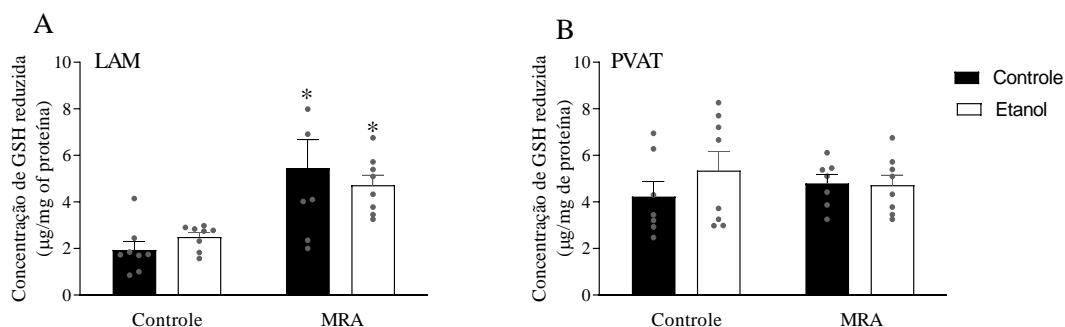 A
Concentração de GSH reduzida
(µg/mg of proteína)
LAM
10
8
6
4
2
0
*
*
Controle
MRA
B
Concentração de GSH reduzida
(µg/mg de proteína)
PVAT
10
8
6
4
2
0
Controle
MRA
Controle
Etanol